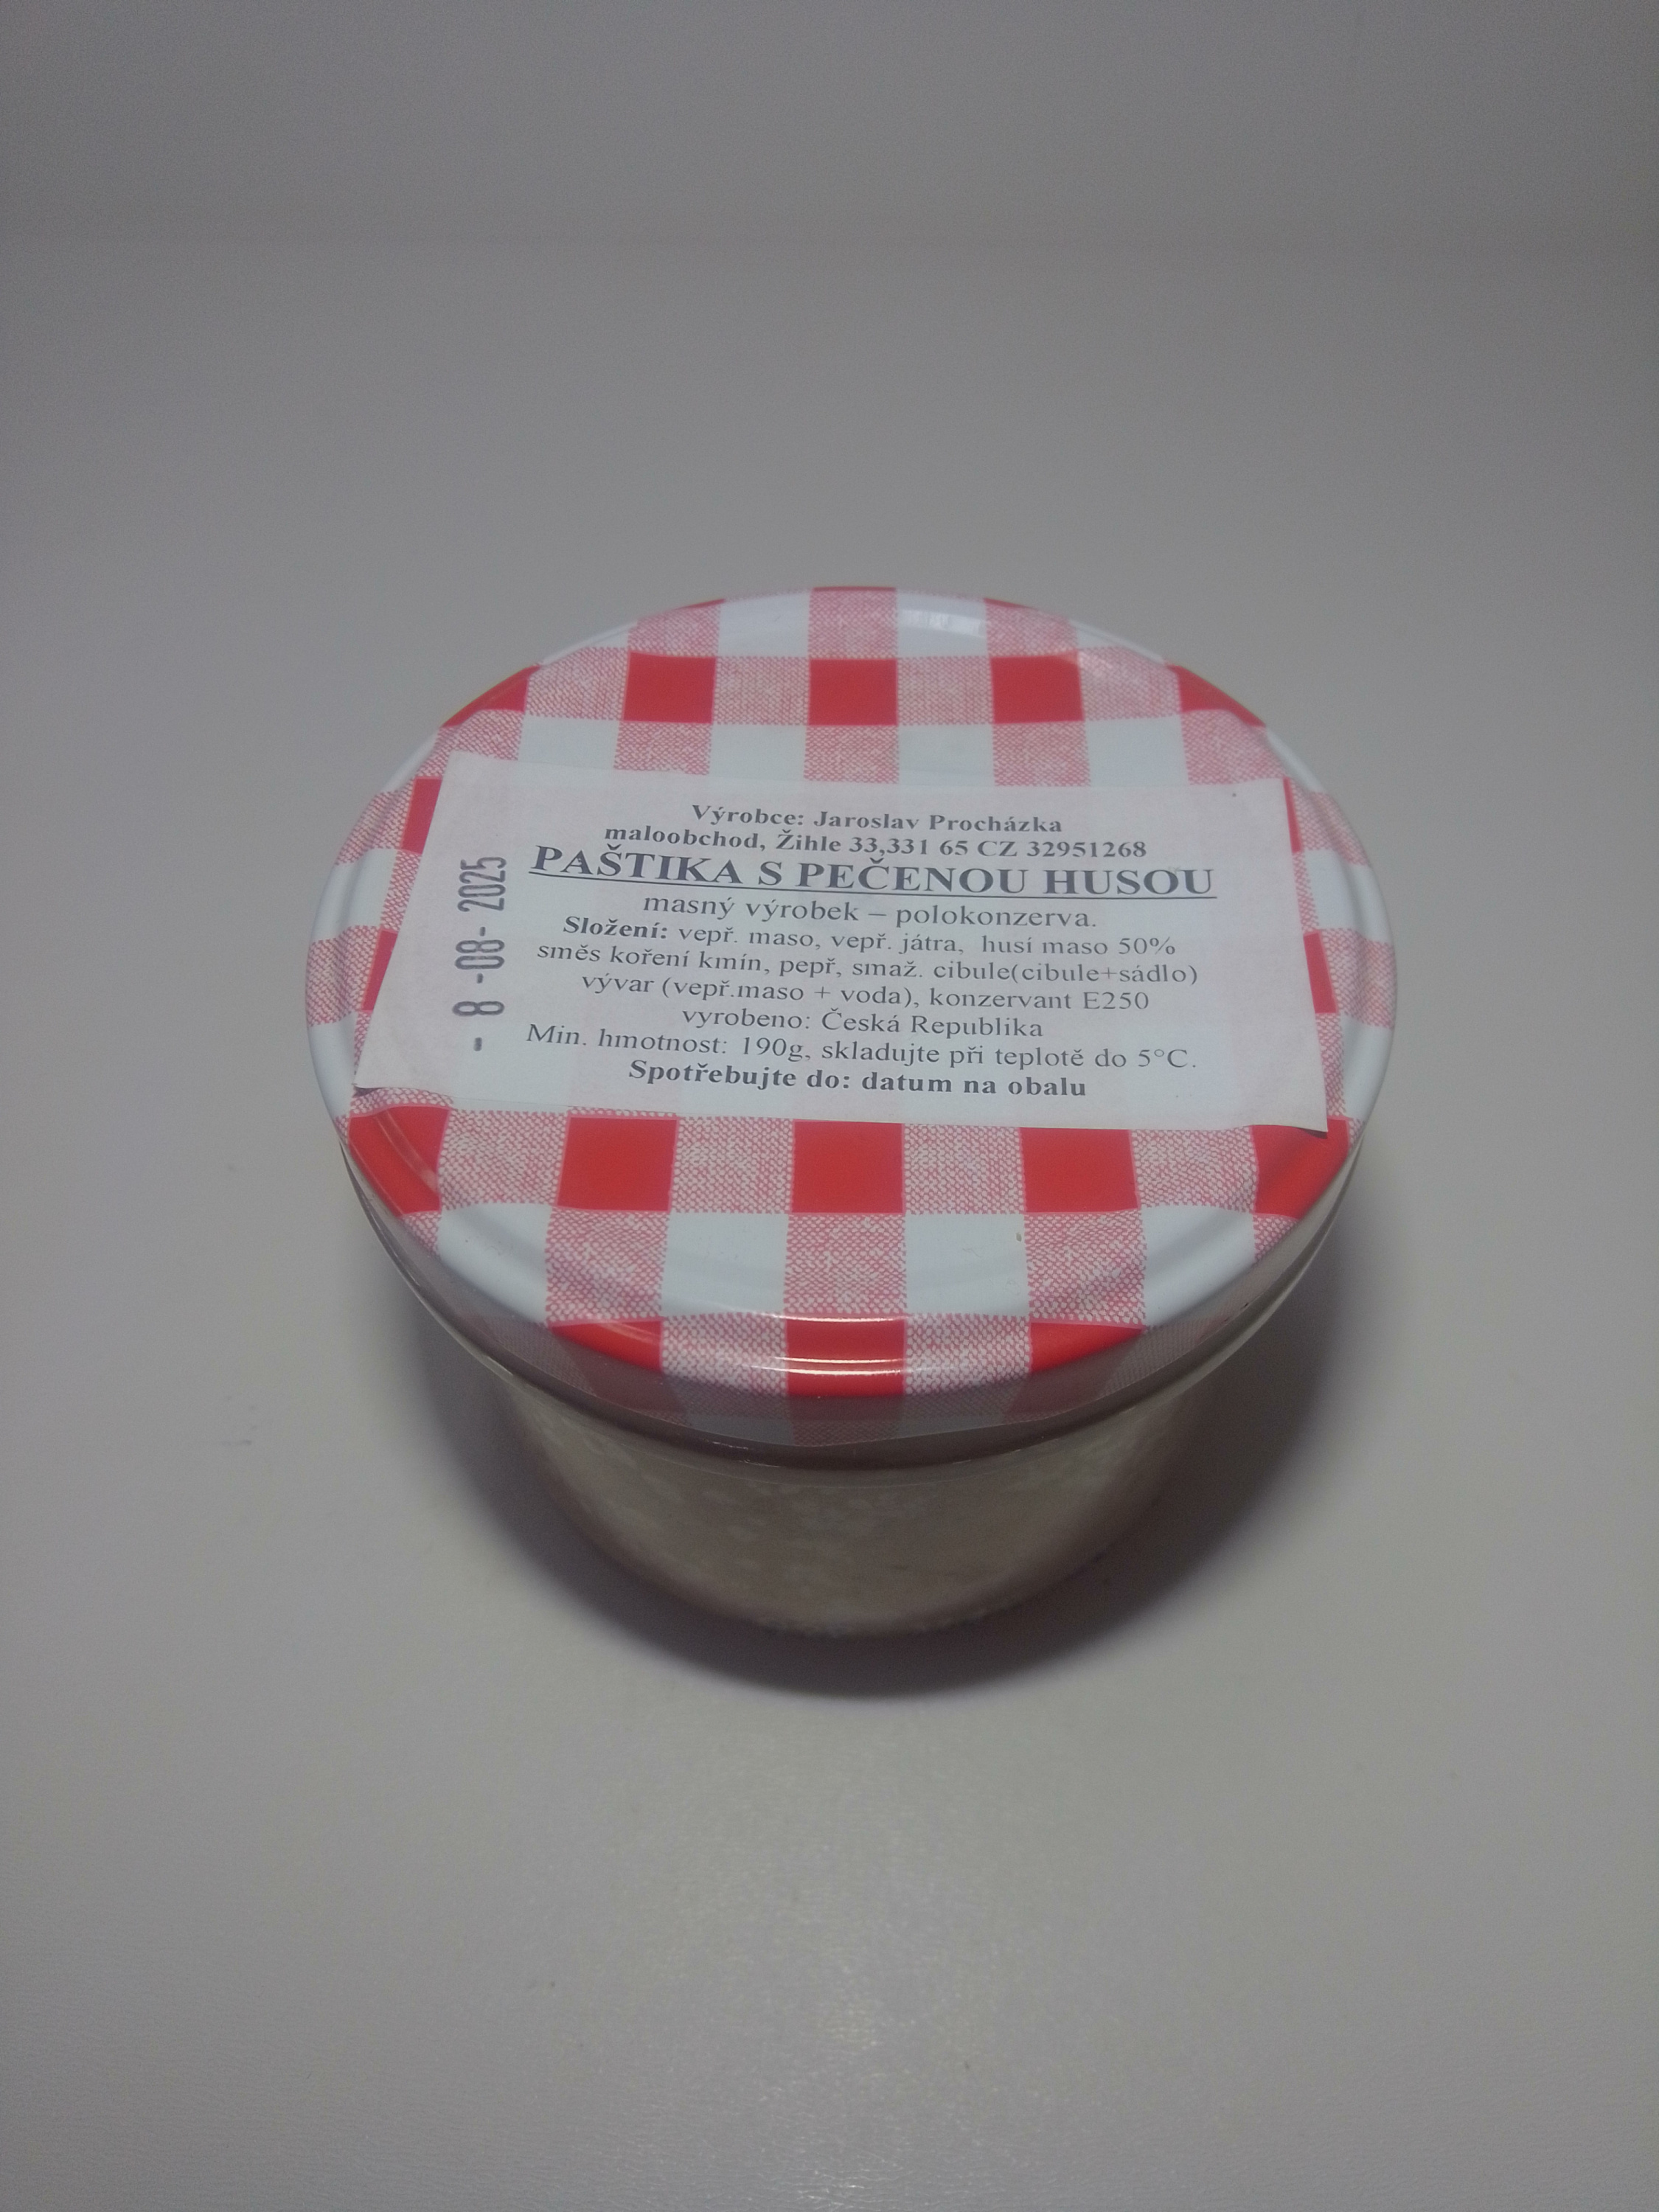 Výrobce: Jaroslav Procházka
maloobchod, Žihle 33,331 65 CZ 32951268
PAŠTIKA S PEČENOU HUSOU
masný výrobek – polokonzerva.
Složení: vepř. maso, vepř. játra, husí maso 50%
směs koření kmín, pepř, smaž. cibule(cibule+sádlo)
vývar (vepř.maso + voda), konzervant E250
vyrobeno: Česká Republika
Min. hmotnost: 190g, skladujte při teplotě do 5°C.
Spotřebujte do: datum na obalu
- 8 -08- 2025